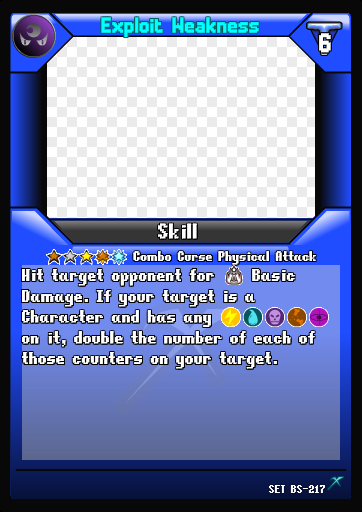 Exploit Weakness
6
Skill
Combo Curse Physical Attack
Hit target opponent for Basic
Damage. If your target is a
Character and has any
on it, double the number of each of
those counters on your target.
SET BS-217